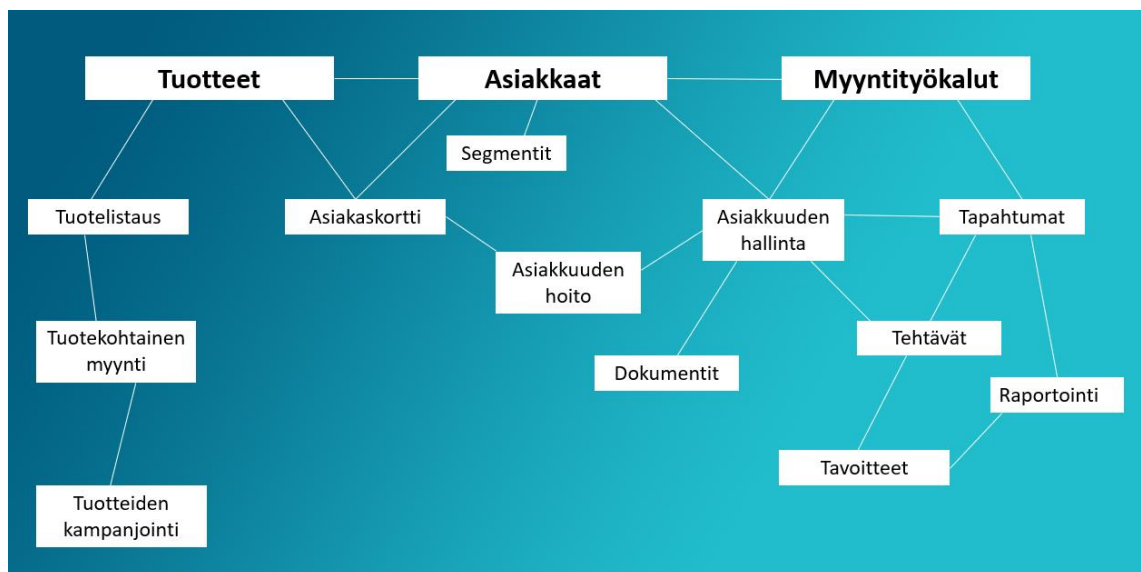 Tuotteet
Asiakkaat
Myyntityökalut
Segmentit
Tuotelistaus
Asiakaskortti
Asiakkuuden
hallinta
Tapahtumat
Asiakkuuden
hoito
Tuotekohtainen
myynti
Tehtävät
Dokumentit
Raportointi
Tavoitteet
Tuotteiden
kampanjointi